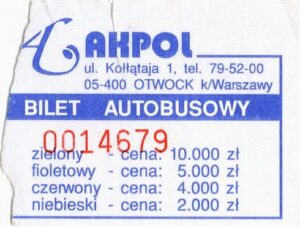 AKPOL
ul. Kołłątaja 1, tel. 79-52-00
05-400 OTWOCK k/Warszawy
BILET AUTOBUSOWY
0014679
zielony - cena: 10.000 zł
fioletowy - cena: 5.000 zł
czerwony - cena: 4.000 zł
niebieski - cena: 2.000 zł